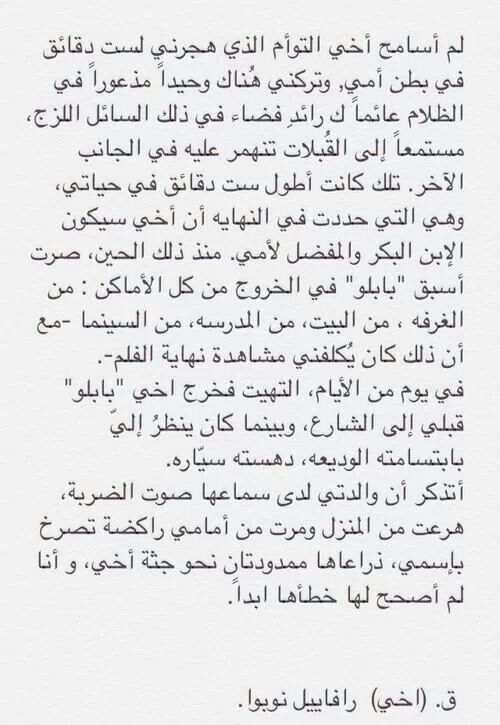 لم أسامح أخي التوأم الذي هجرني لست دقائق
في بطن أمي, وتركني هُناك وحيداً مذعوراً في
الظلام عائماً ك رائدِ فضاء في ذلك السائل اللزج،
مستمعاً إلى القُبلات تنهمر عليه في الجانب
الآخر. تلك كانت أطول ست دقائق في حياتي،
وهي التي حددت في النهايه أن أخي سيكون
الإبن البكر والمفضل لأمي. منذ ذلك الحين، صرت
أسبق "بابلو" في الخروج من كل الأماكن : من
الغرفه ، من البيت، من المدرسه، من السينما -مع
أن ذلك كان يُكلفني مشاهدة نهاية الفلم-.
في يوم من الأيام، التهيت فخرج اخي "بابلو"
قبلي إلى الشارع، وبينما كان ينظرُ إليّ
بابتسامته الوديعه، دهسته سيّاره.
أتذكر أن والدتي لدى سماعها صوت الضربة،
هرعت من المنزل ومرت من أمامي راكضة تصرخ
بإسمي، ذراعاها ممدودتان نحو جثة أخي، و أنا
لم أصحح لها خطأها ابداً.
ق. (اخي) رافاييل نوبوا.